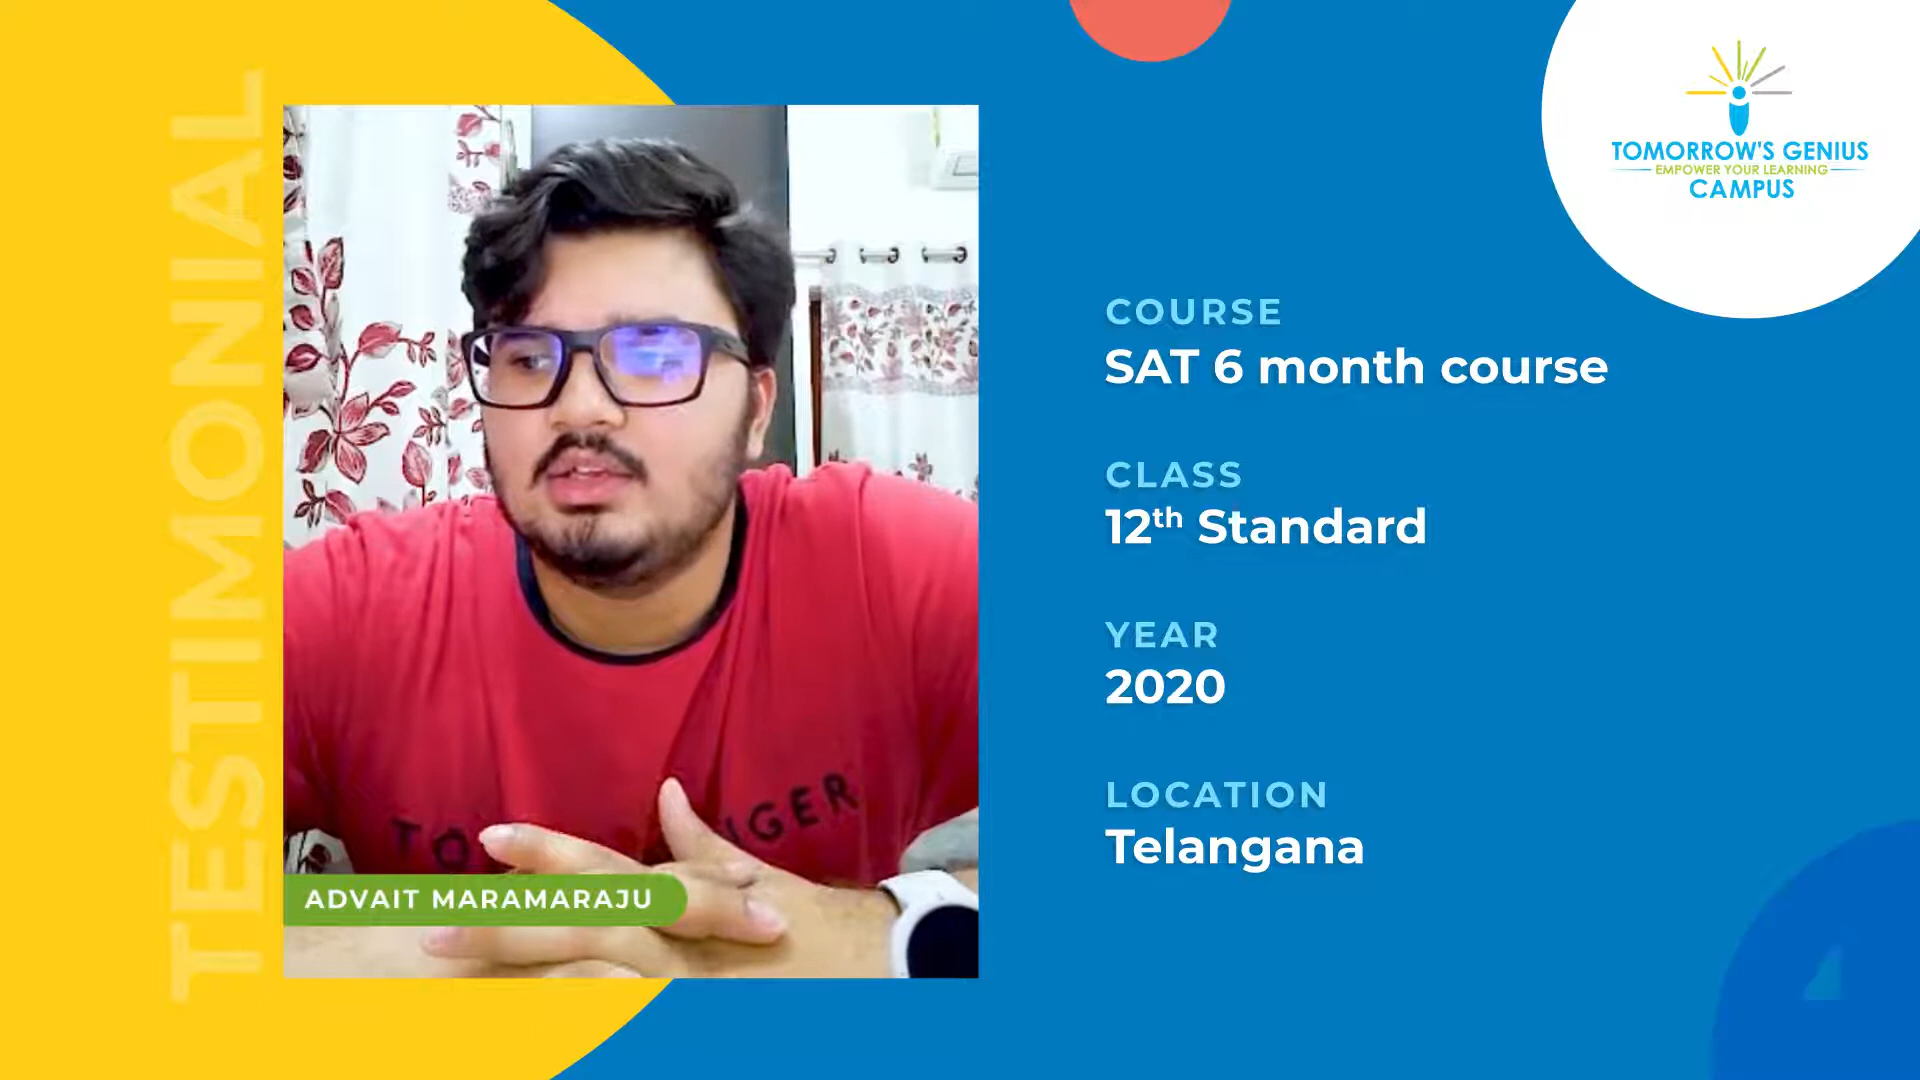 TESTIMONIAL
TOMORROW'S GENIUS
EMPOWER YOUR LEARNING
CAMPUS
COURSE
SAT 6 month course
CLASS
12th Standard
YEAR
2020
LOCATION
Telangana
ADVAIT MARAMARAJU